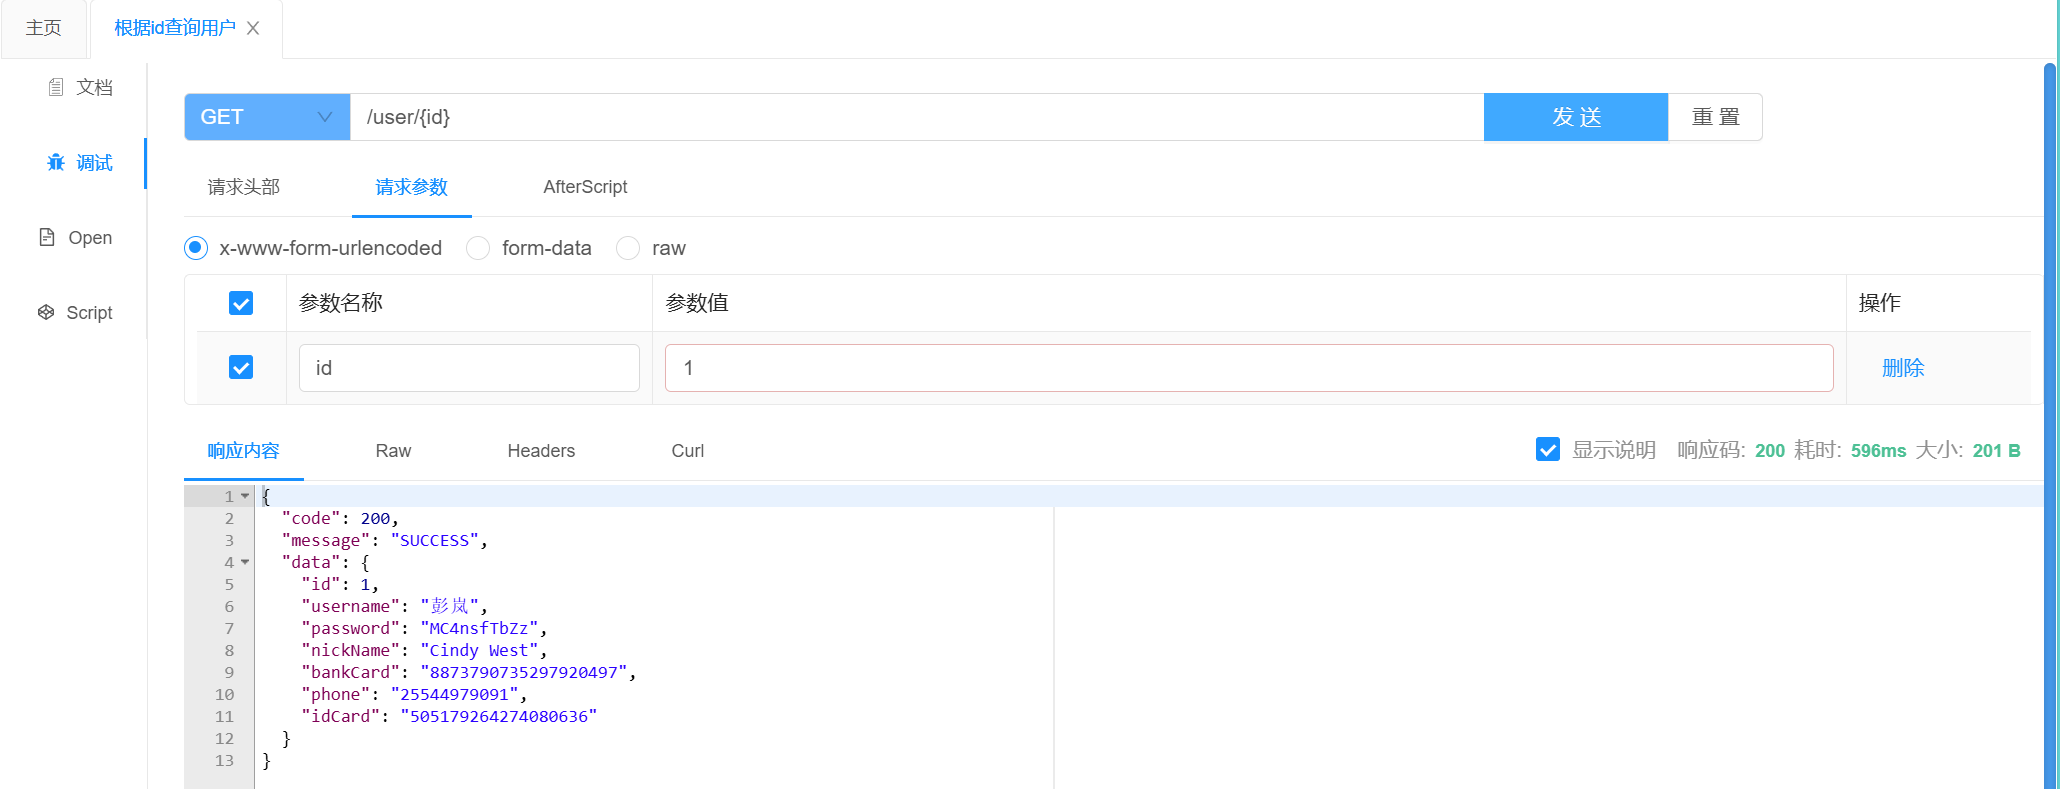 主页
根据id查询用户
文档
调试
Open
Script
GET
/user/{id}
发 送
重 置
请求头部
请求参数
AfterScript
x-www-form-urlencoded
form-data
raw
参数名称
参数值
操作
id
1
删除
响应内容
Raw
Headers
Curl
显示说明 响应码: 200 耗时: 596ms 大小: 201 B
1 {
2 "code": 200,
3 "message": "SUCCESS",
4 "data": {
5 "id": 1,
6 "username": "彭岚",
7 "password": "MC4nsfTbZz",
8 "nickName": "Cindy West",
9 "bankCard": "8873790735297920497",
10 "phone": "25544979091",
11 "idCard": "505179264274080636"
12 }
13 }